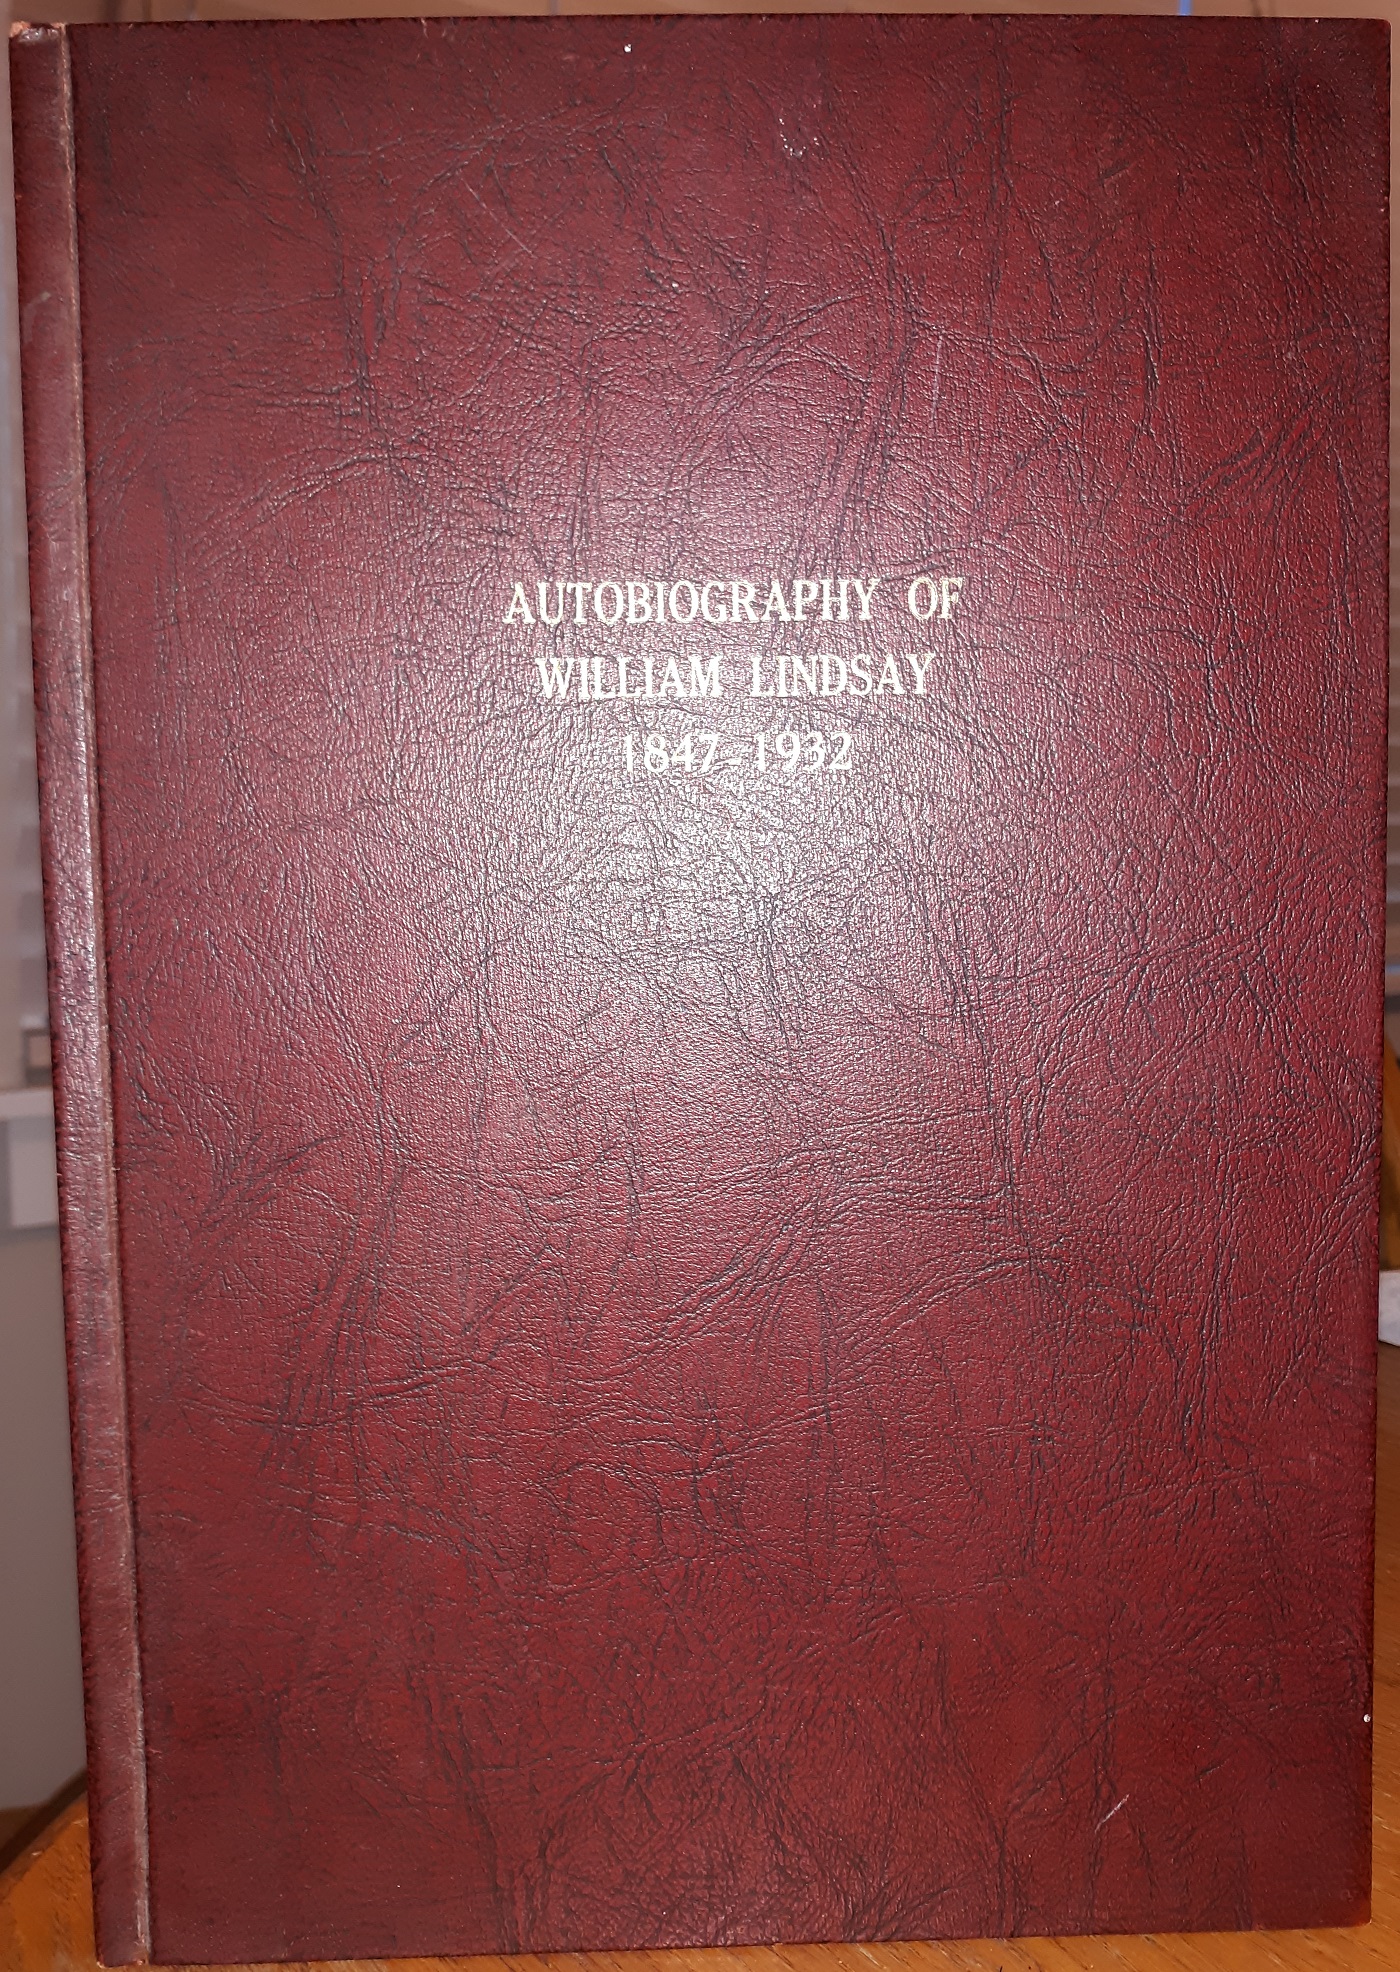 AUTOBIOGRAPHY OF
WILLIAM LINDSAY
1847-1932